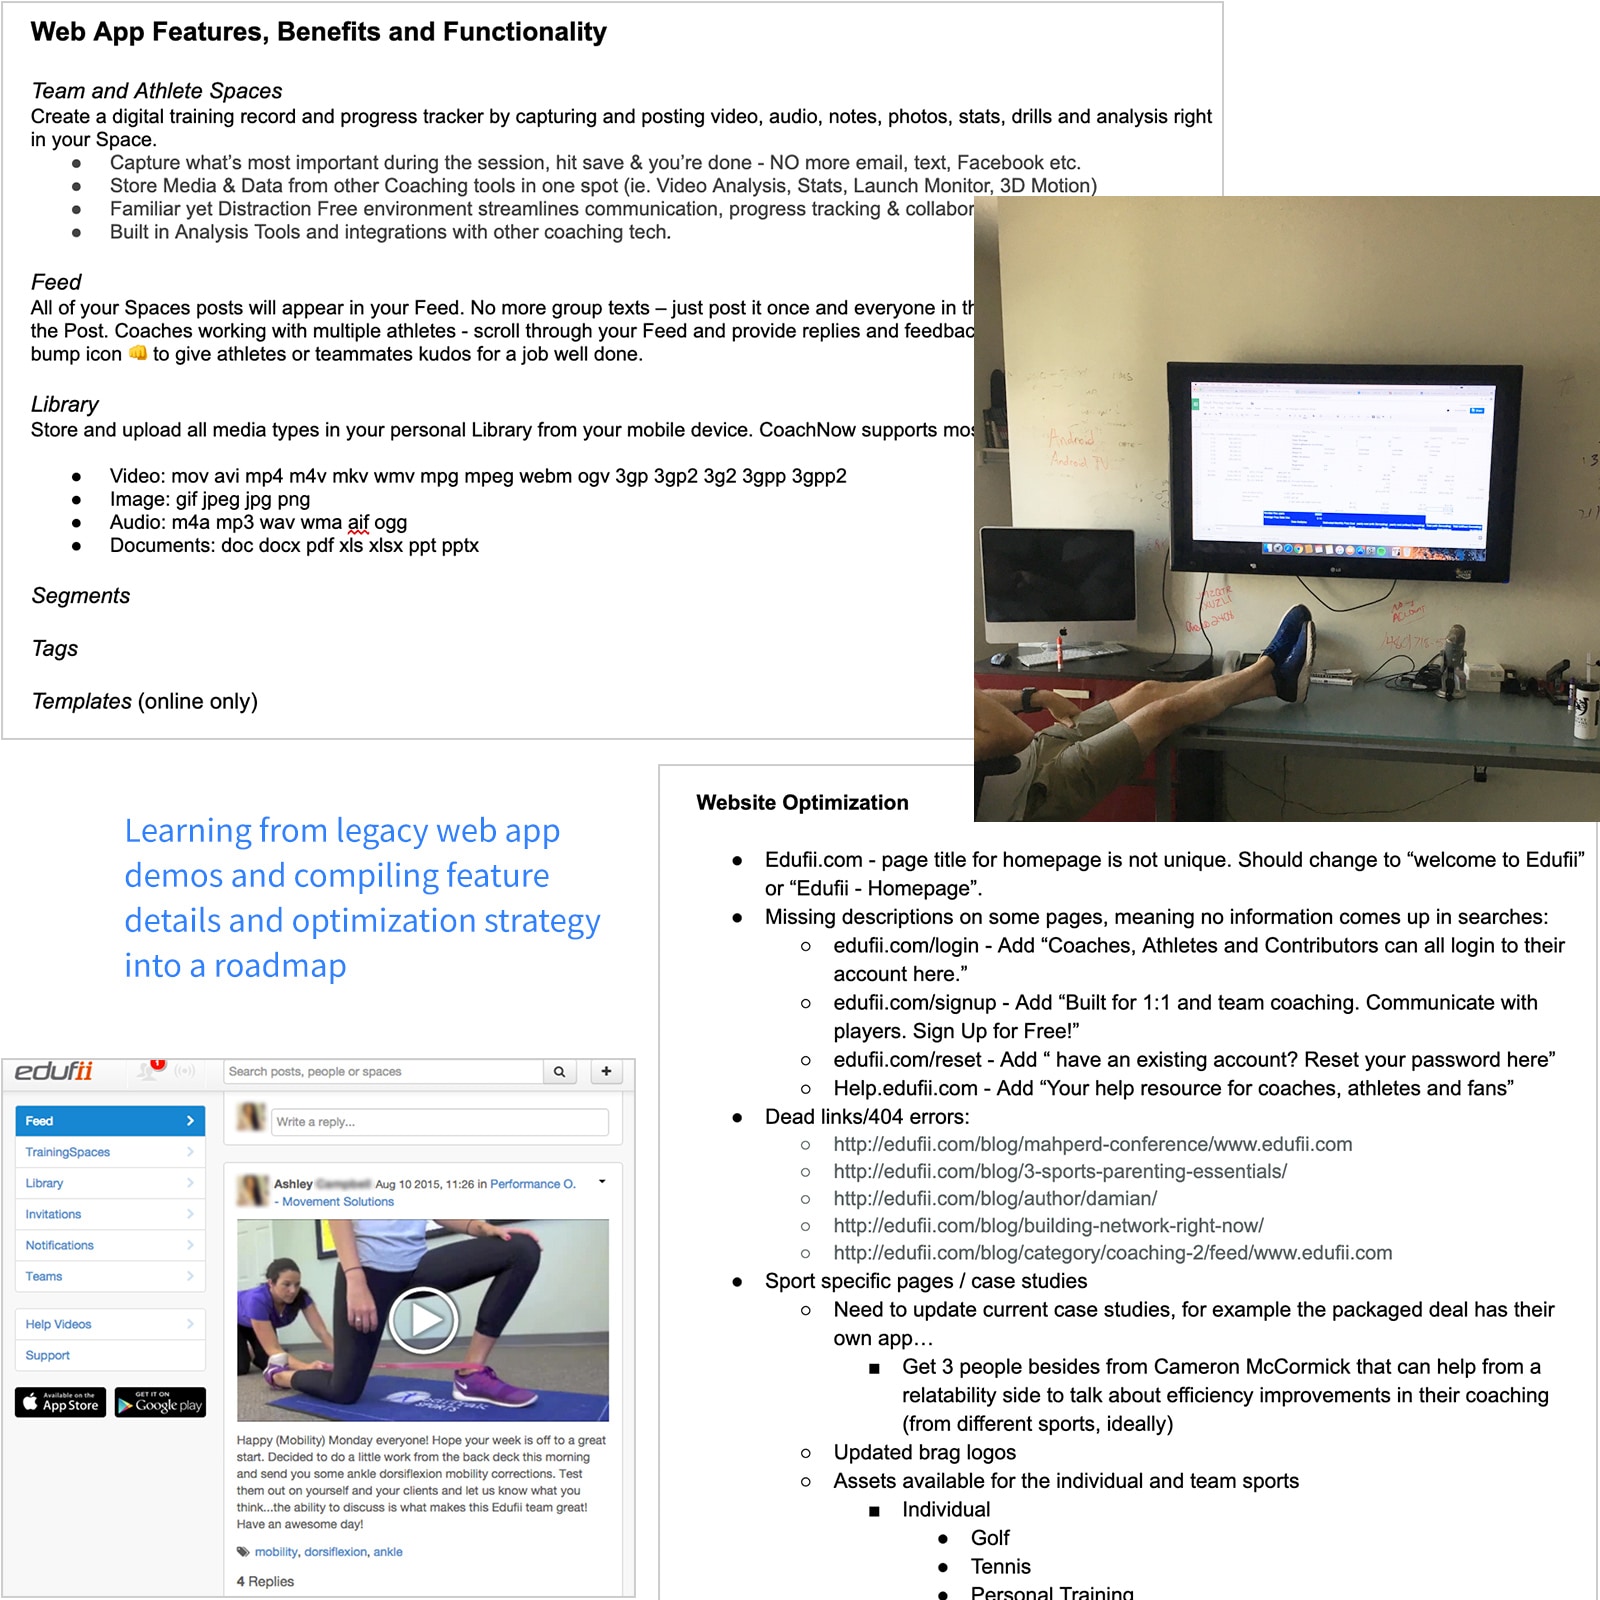 Web App Features, Benefits and Functionality
Team and Athlete Spaces
Create a digital training record and progress tracker by capturing and posting video, audio, notes, photos, stats, drills and analysis right
in your Space.
● Capture what's most important during the session, hit save & you're done - NO more email, text, Facebook etc.
● Store Media & Data from other Coaching tools in one spot (ie. Video Analysis, Stats, Launch Monitor, 3D Motion)
● Familiar yet Distraction Free environment streamlines communication, progress tracking & collabor
● Built in Analysis Tools and integrations with other coaching tech.
Feed
All of your Spaces posts will appear in your Feed. No more group texts – just post it once and everyone in th
the Post. Coaches working with multiple athletes - scroll through your Feed and provide replies and feedbac
bump icon 👊 to give athletes or teammates kudos for a job well done.
Library
Store and upload all media types in your personal Library from your mobile device. CoachNow supports mos
● Video: mov avi mp4 m4v mkv wmv mpg mpeg webm ogv 3gp 3gp2 3g2 3gpp 3gpp2
● Image: gif jpeg jpg png
● Audio: m4a mp3 wav wma aif ogg
● Documents: doc docx pdf xls xlsx ppt pptx
Segments
Tags
Templates (online only)
Android
Android TV
LG
Learning from legacy web app
demos and compiling feature
details and optimization strategy
into a roadmap
Website Optimization
● Edufii.com - page title for homepage is not unique. Should change to “welcome to Edufii”
or “Edufii - Homepage”.
● Missing descriptions on some pages, meaning no information comes up in searches:
○ edufii.com/login - Add “Coaches, Athletes and Contributors can all login to their
account here.”
○ edufii.com/signup - Add “Built for 1:1 and team coaching. Communicate with
players. Sign Up for Free!”
○ edufii.com/reset - Add “ have an existing account? Reset your password here”
○ Help.edufii.com - Add “Your help resource for coaches, athletes and fans”
● Dead links/404 errors:
○ http://edufii.com/blog/mahperd-conference/www.edufii.com
○ http://edufii.com/blog/3-sports-parenting-essentials/
○ http://edufii.com/blog/author/damian/
○ http://edufii.com/blog/building-network-right-now/
○ http://edufii.com/blog/category/coaching-2/feed/www.edufii.com
● Sport specific pages / case studies
○ Need to update current case studies, for example the packaged deal has their
own app…
■ Get 3 people besides from Cameron McCormick that can help from a
relatability side to talk about efficiency improvements in their coaching
(from different sports, ideally)
○ Updated brag logos
○ Assets available for the individual and team sports
■ Individual
● Golf
● Tennis
● Personal Training
edufii
1
Search posts, people or spaces
+
Feed
TrainingSpaces
Library
Invitations
Notifications
Teams
Help Videos
Support
Available on the
App Store
GET IT ON
Google play
Write a reply...
Ashley Aug 10 2015, 11:26 in Performance O.
- Movement Solutions
SPORTS
Happy (Mobility) Monday everyone! Hope your week is off to a great
start. Decided to do a little work from the back deck this morning
and send you some ankle dorsiflexion mobility corrections. Test
them out on yourself and your clients and let us know what you
think...the ability to discuss is what makes this Edufii team great!
Have an awesome day!
mobility, dorsiflexion, ankle
4 Replies